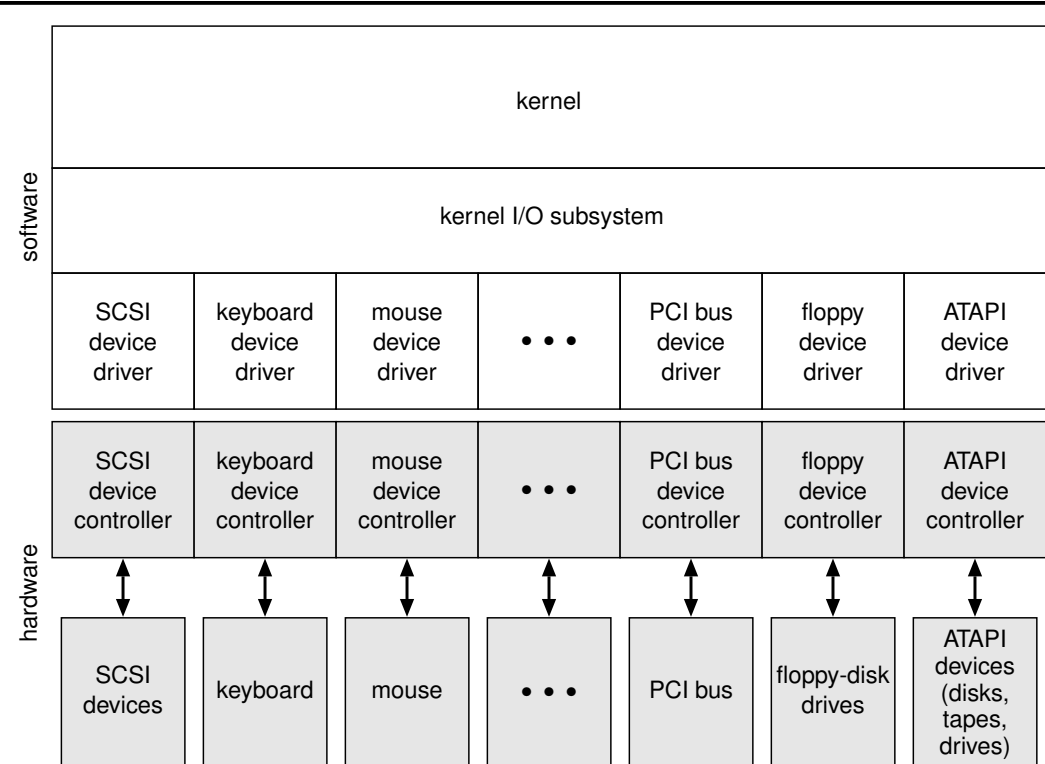 kernel
software
kernel I/O subsystem
SCSI
device
driver
keyboard
device
driver
mouse
device
driver
• • •
PCI bus
device
driver
floppy
device
driver
ATAPI
device
driver
hardware
SCSI
device
controller
keyboard
device
controller
mouse
device
controller
• • •
PCI bus
device
controller
floppy
device
controller
ATAPI
device
controller
SCSI
devices
keyboard
mouse
• • •
PCI bus
floppy-disk
drives
ATAPI
devices
(disks,
tapes,
drives)